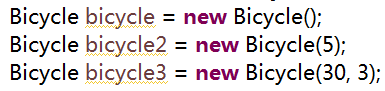 Bicycle bicycle = new Bicycle();
Bicycle bicycle2 = new Bicycle(5);
Bicycle bicycle3 = new Bicycle(30, 3);